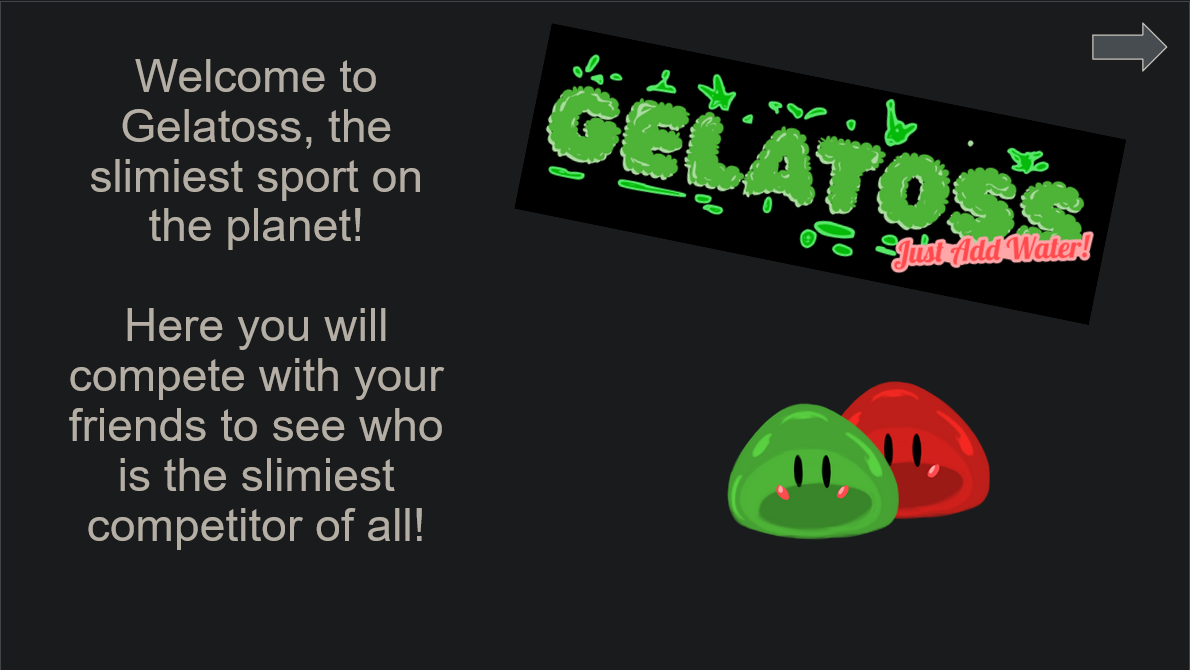 Welcome to
Gelatoss, the
slimiest sport on
the planet!
Here you will
compete with your
friends to see who
is the slimiest
competitor of all!
GELATOSS
Just Add Water!